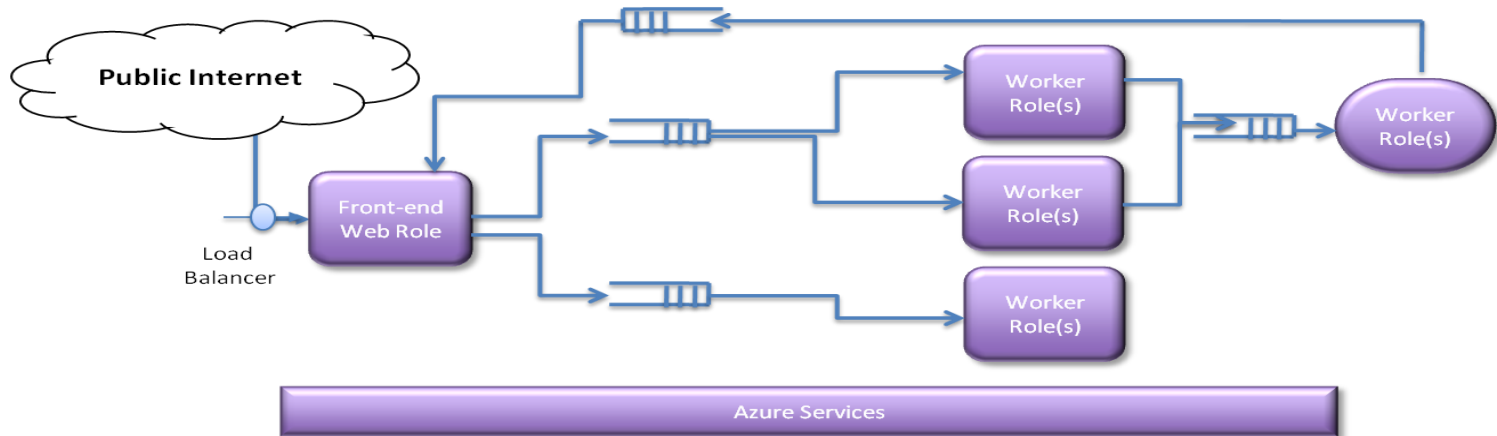 Public Internet
Load
Balancer
Front-end
Web Role
Worker
Role(s)
Worker
Role(s)
Worker
Role(s)
Worker
Role(s)
Azure Services